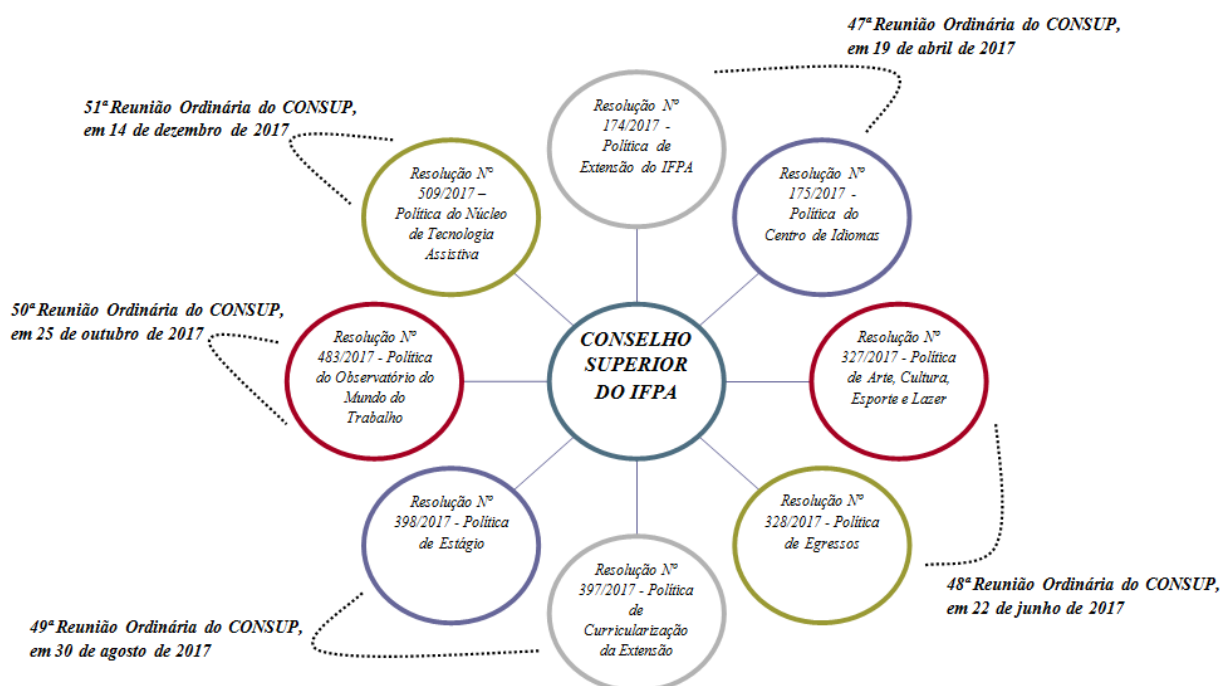 47ª Reunião Ordinária do CONSUP,
em 19 de abril de 2017
51ª Reunião Ordinária do CONSUP,
em 14 de dezembro de 2017
Resolução Nº
174/2017 -
Política de
Extensão do IFPA
Resolução Nº
509/2017 –
Política do Núcleo
de Tecnologia
Assistiva
Resolução Nº
175/2017 -
Política do
Centro de Idiomas
50ª Reunião Ordinária do CONSUP,
em 25 de outubro de 2017
Resolução Nº
483/2017 - Política
do Observatório do
Mundo do
Trabalho
CONSELHO
SUPERIOR
DO IFPA
Resolução Nº
327/2017 - Política
de Arte, Cultura,
Esporte e Lazer
Resolução Nº
398/2017 - Política
de Estágio
Resolução Nº
328/2017 - Política
de Egressos
Resolução Nº
397/2017 - Política
de
Curricularização
da Extensão
48ª Reunião Ordinária do CONSUP,
em 22 de junho de 2017
49ª Reunião Ordinária do CONSUP,
em 30 de agosto de 2017